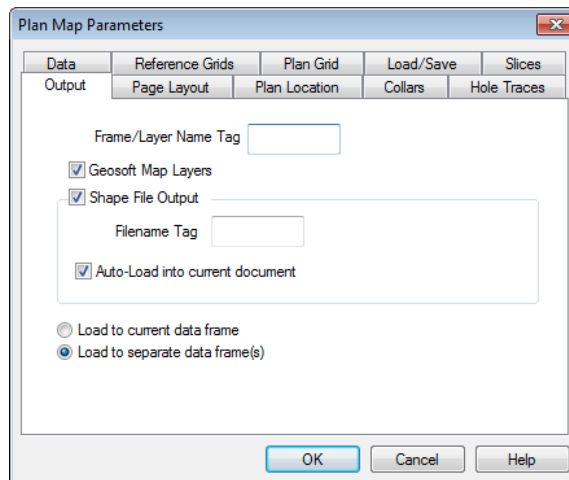 Plan Map Parameters
Data Reference Grids Plan Grid Load/Save Slices
Output Page Layout Plan Location Collars Hole Traces
Frame/Layer Name Tag
Geosoft Map Layers
Shape File Output
Filename Tag
Auto-Load into current document
Load to current data frame
Load to separate data frame(s)
OK Cancel Help